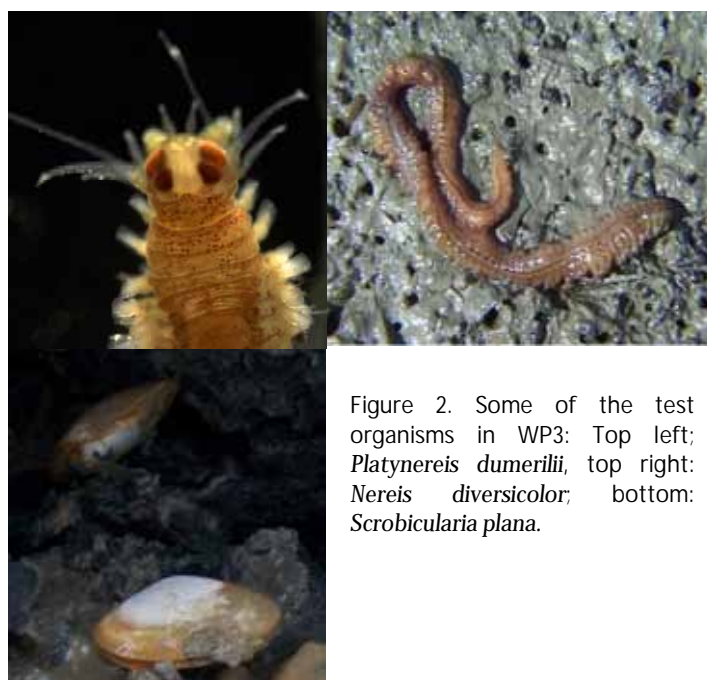 Figure 2. Some of the test
organisms in WP3: Top left;
Platynereis dumerilii, top right:
Nereis diversicolor; bottom:
Scrobicularia plana.